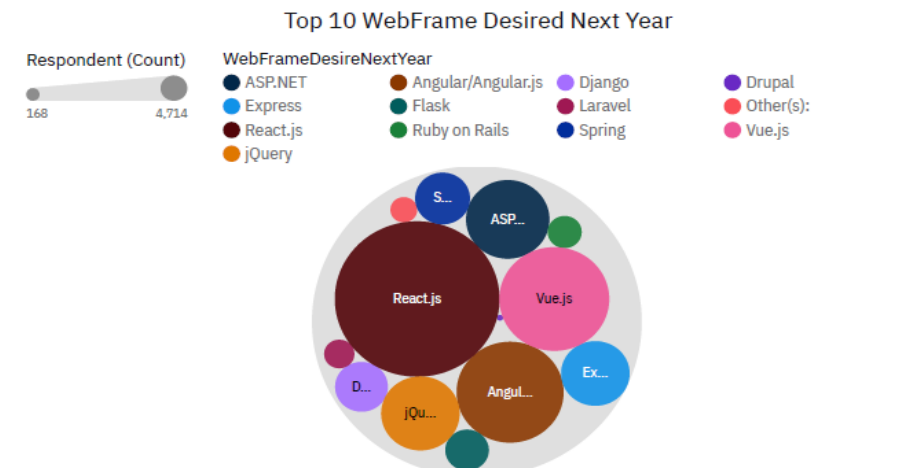 Top 10 WebFrame Desired Next Year
Respondent (Count)
168 4,714
WebFrameDesireNextYear
ASP.NET Angular/Angular.js Django Drupal
Express Flask Laravel Other(s):
React.js Ruby on Rails Spring Vue.js
jQuery
S...
ASP...
React.js Vue.js
Ex...
D... Angul...
jQu...